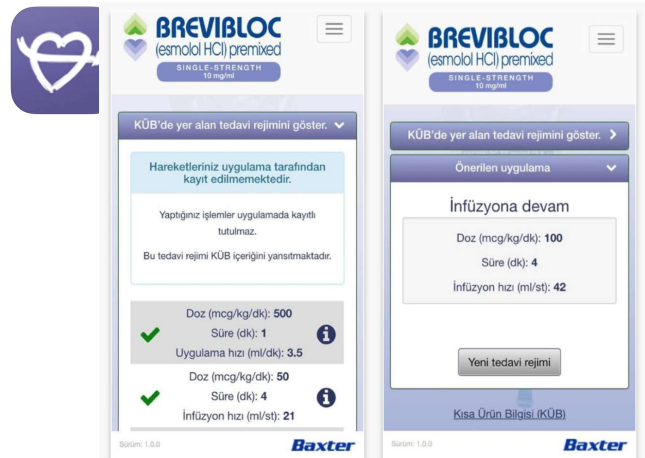 BREVIBLOC
(esmolol HCl) premixed
SINGLE-STRENGTH
10 mg/ml
KÜB'de yer alan tedavi rejimini göster.
Hareketleriniz uygulama tarafından
kayıt edilmemektedir.
Yaptığınız işlemler uygulamada kayıtlı
tutulmaz.
Bu tedavi rejimi KÜB içeriğini yansıtmaktadır.
Doz (mcg/kg/dk): 500
Süre (dk): 1
Uygulama hızı (ml/dk): 3.5
Doz (mcg/kg/dk): 50
Süre (dk): 4
İnfüzyon hızı (ml/st): 21
Sürüm: 1.0.0
Baxter
BREVIBLOC
(esmolol HCl) premixed
SINGLE-STRENGTH
10 mg/ml
KÜB'de yer alan tedavi rejimini göster.
Önerilen uygulama
İnfüzyona devam
Doz (mcg/kg/dk): 100
Süre (dk): 4
İnfüzyon hızı (ml/st): 42
Yeni tedavi rejimi
Kısa Ürün Bilgisi (KÜB)
Sürüm: 1.0.0
Baxter